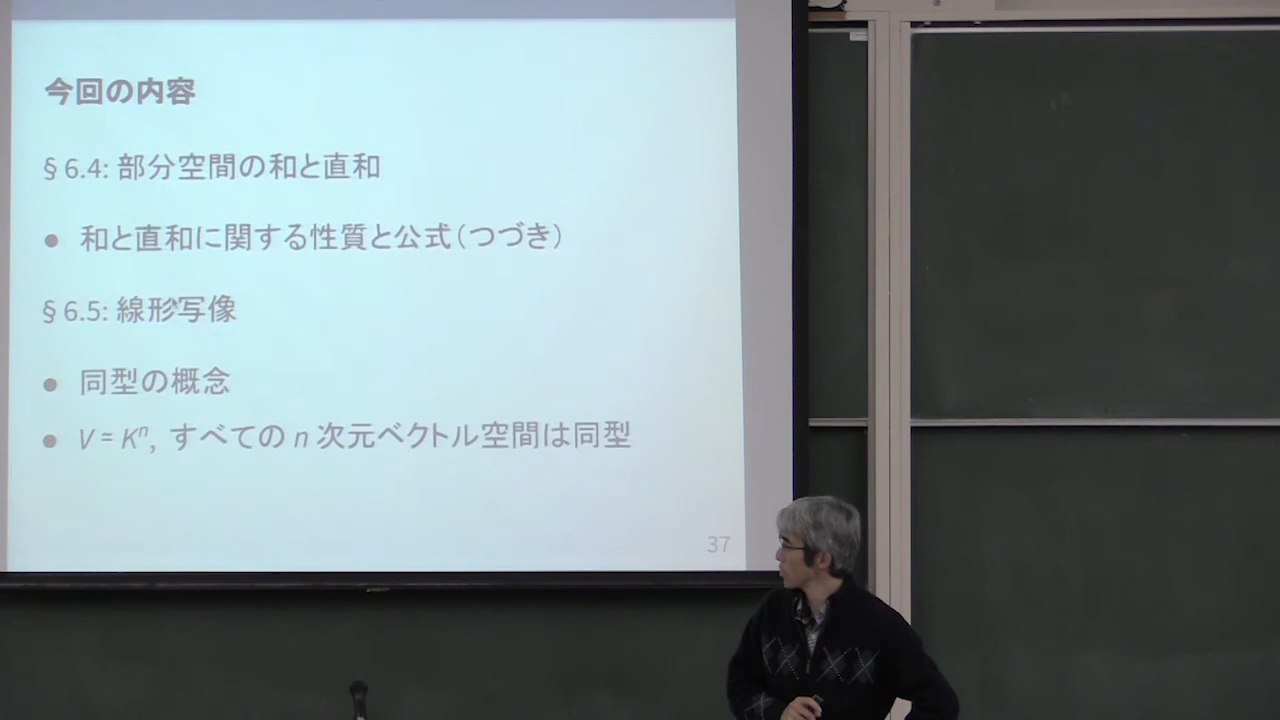 今回の内容
§6.4: 部分空間の和と直和
● 和と直和に関する性質と公式(つづき)
§6.5: 線形写像
● 同型の概念
● V = Kⁿ, すべての n 次元ベクトル空間は同型
37